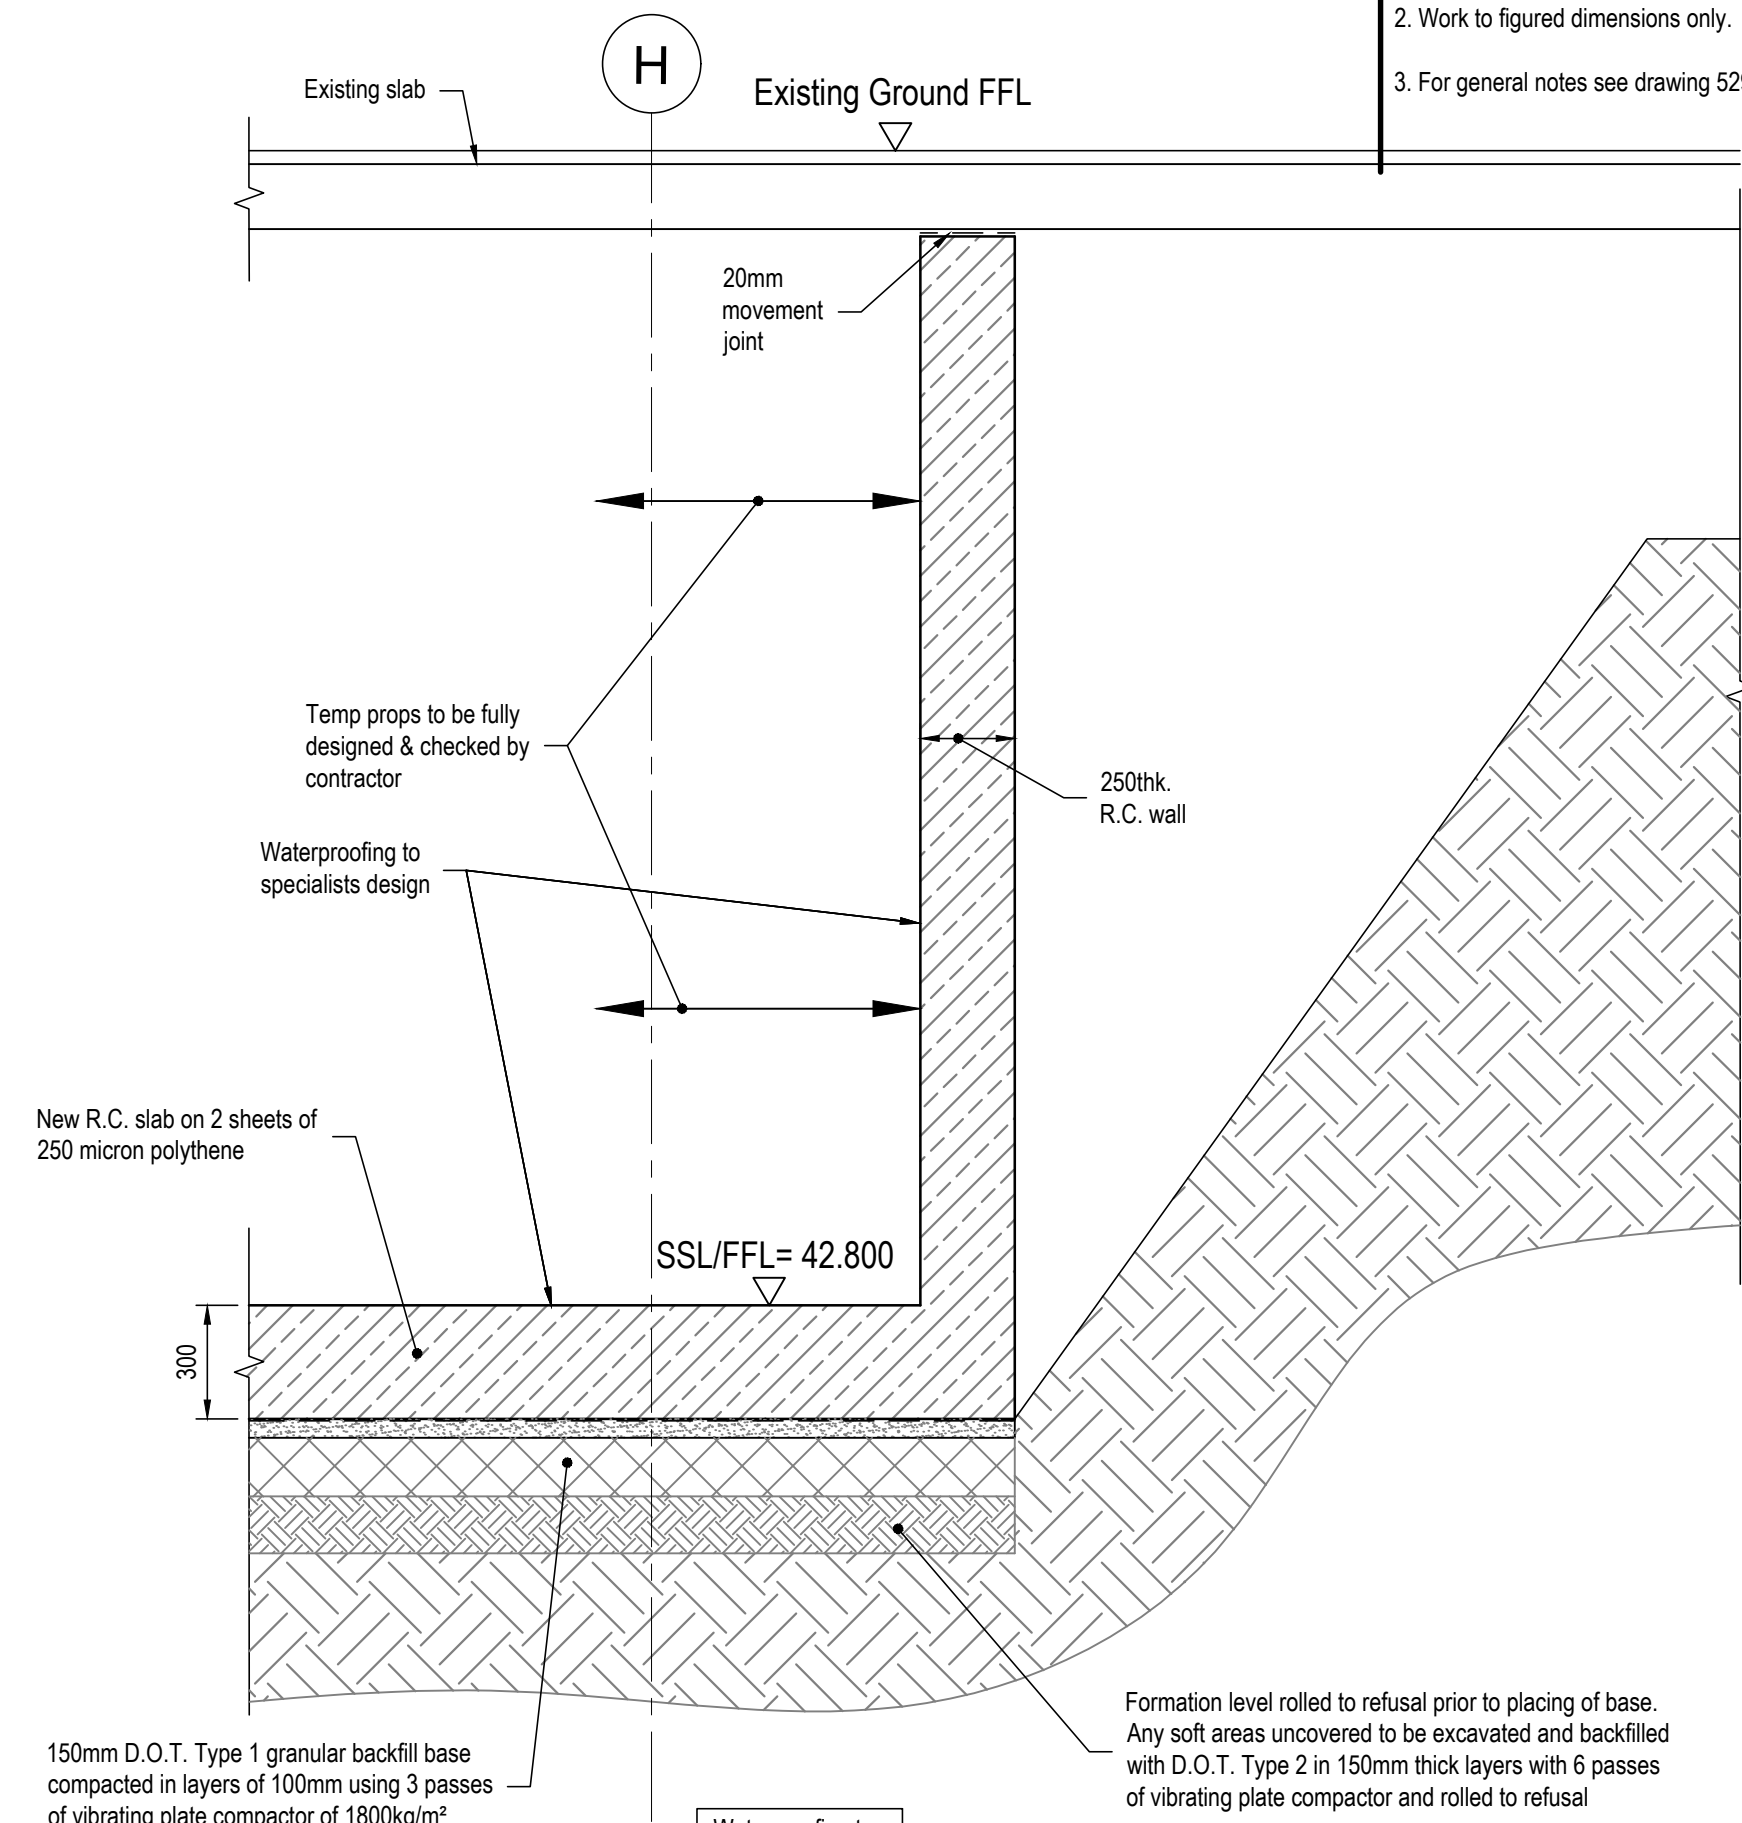 2. Work to figured dimensions only.
3. For general notes see drawing
H
Existing slab
Existing Ground FFL
20mm
movement
joint
Temp props to be fully
designed & checked by
contractor
250thk.
R.C. wall
Waterproofing to
specialists design
New R.C. slab on 2 sheets of
250 micron polythene
SSL/FFL= 42.800
300
Formation level rolled to refusal prior to placing of base.
Any soft areas uncovered to be excavated and backfilled
with D.O.T. Type 2 in 150mm thick layers with 6 passes
of vibrating plate compactor and rolled to refusal
150mm D.O.T. Type 1 granular backfill base
compacted in layers of 100mm using 3 passes
of vibrating plate compactor of 1800kg/m²